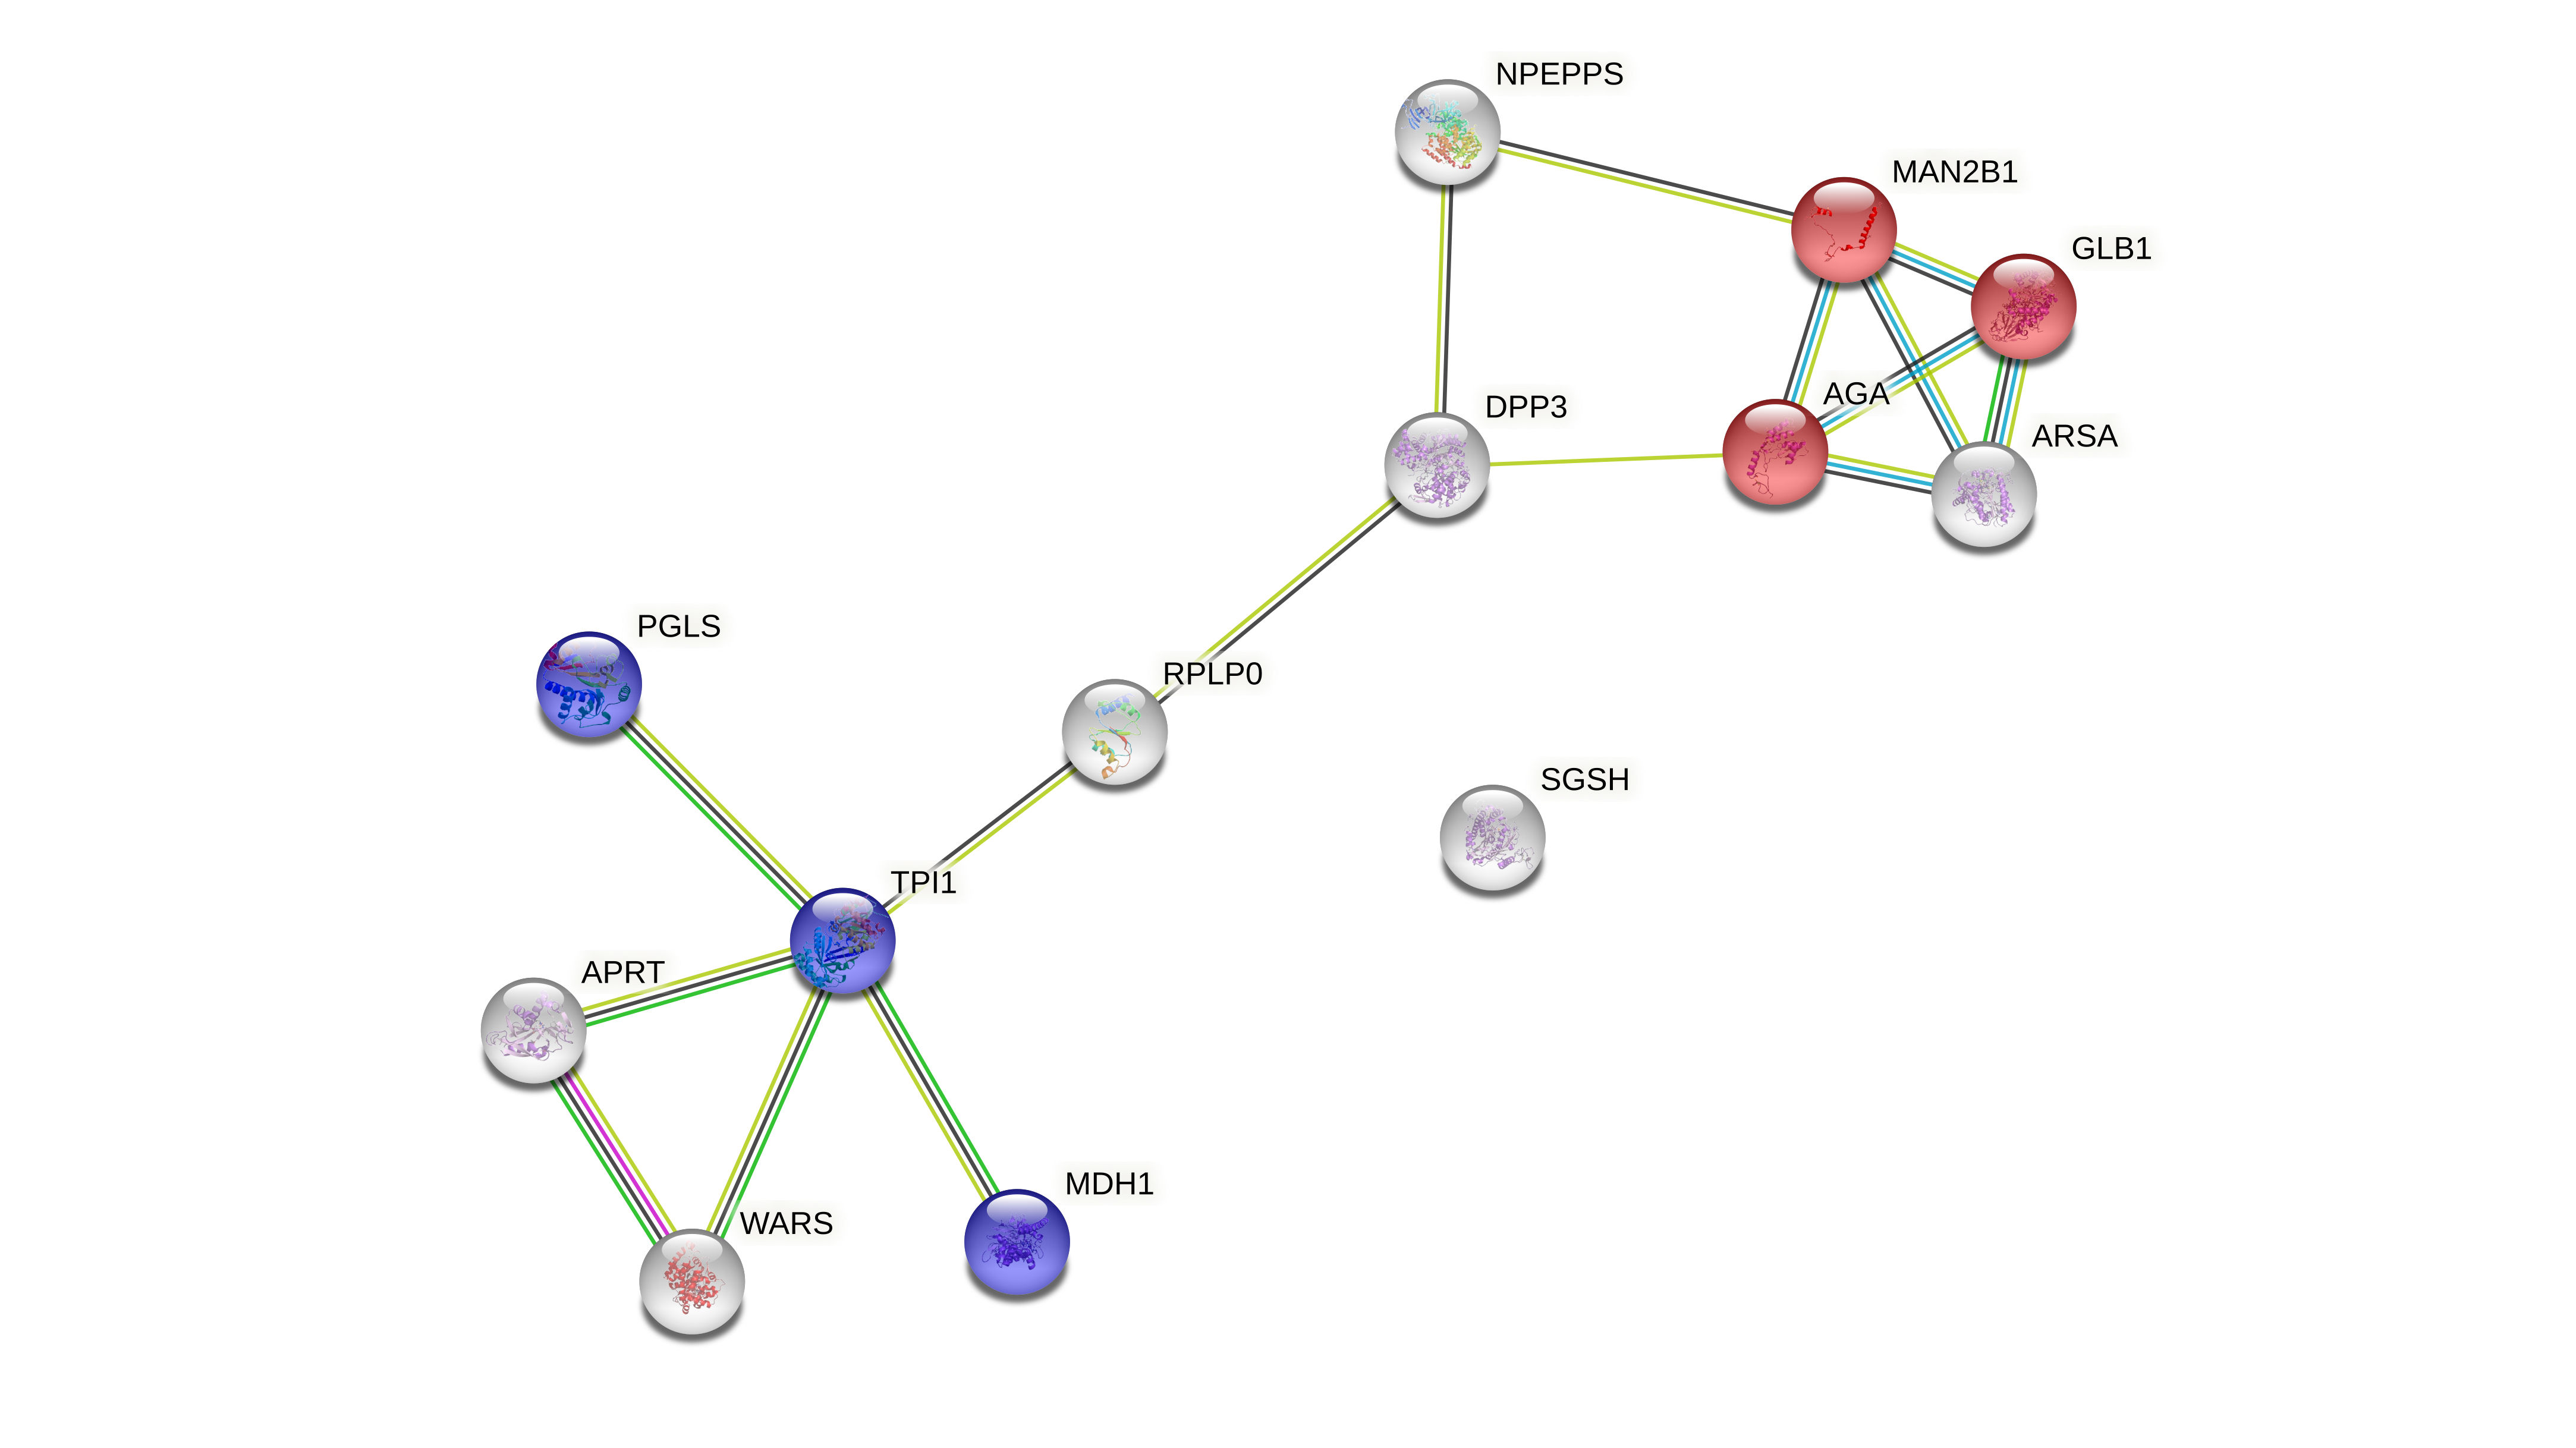 NPEPPS
MAN2B1
GLB1
AGA
DPP3
ARSA
PGLS
RPLP0
SGSH
TPI1
APRT
MDH1
WARS